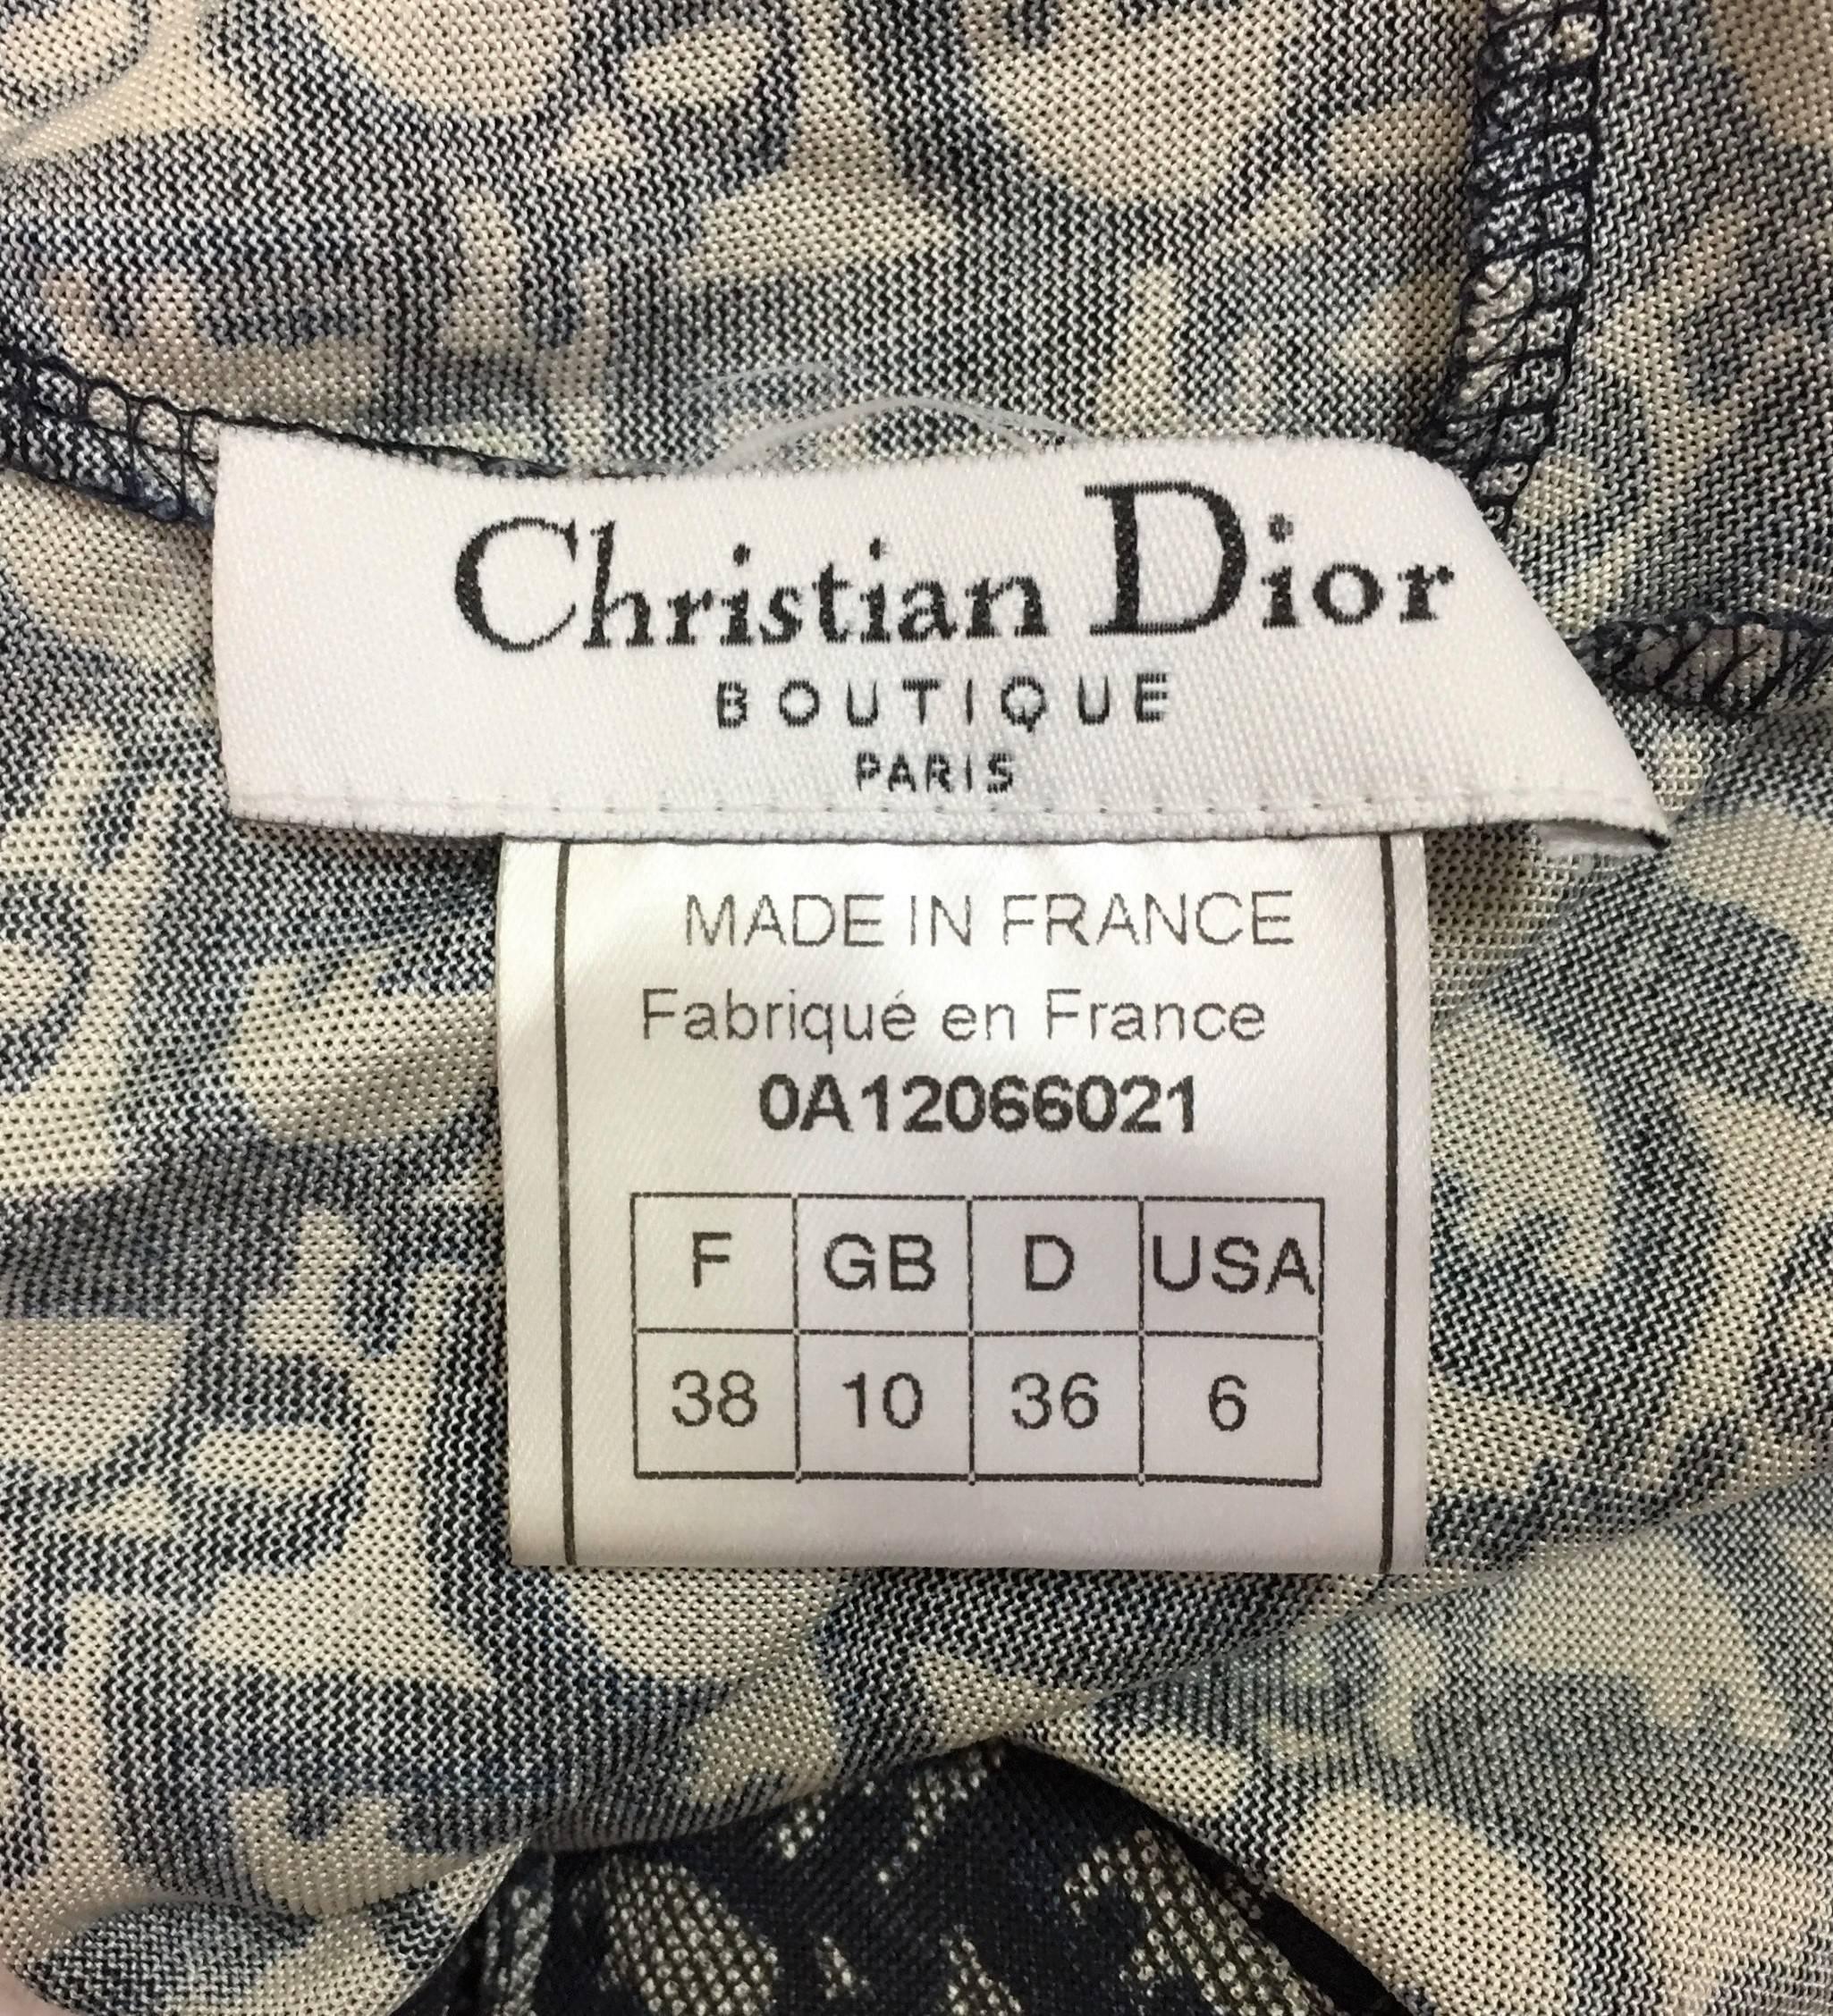 Christian Dior
BOUTIQUE
PARIS
MADE IN FRANCE
Fabriqué en France
0A12066021
F GB D USA
38 10 36 6